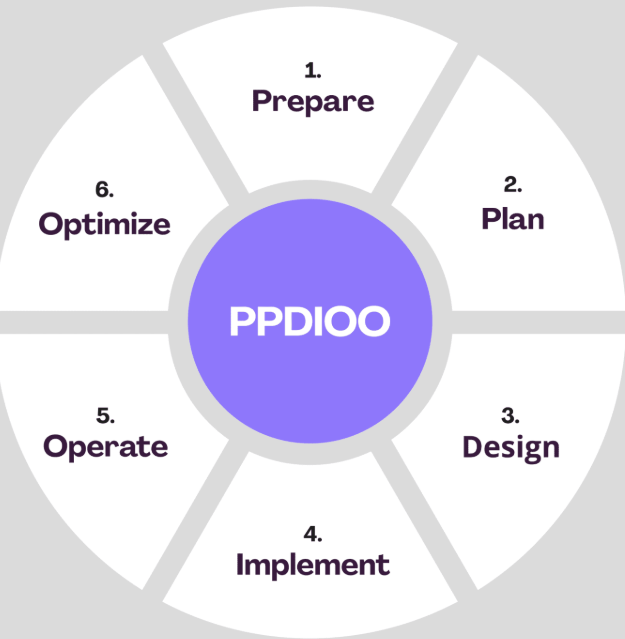 1.
Prepare
2.
Plan
3.
Design
4.
Implement
5.
Operate
6.
Optimize
PPDIOO